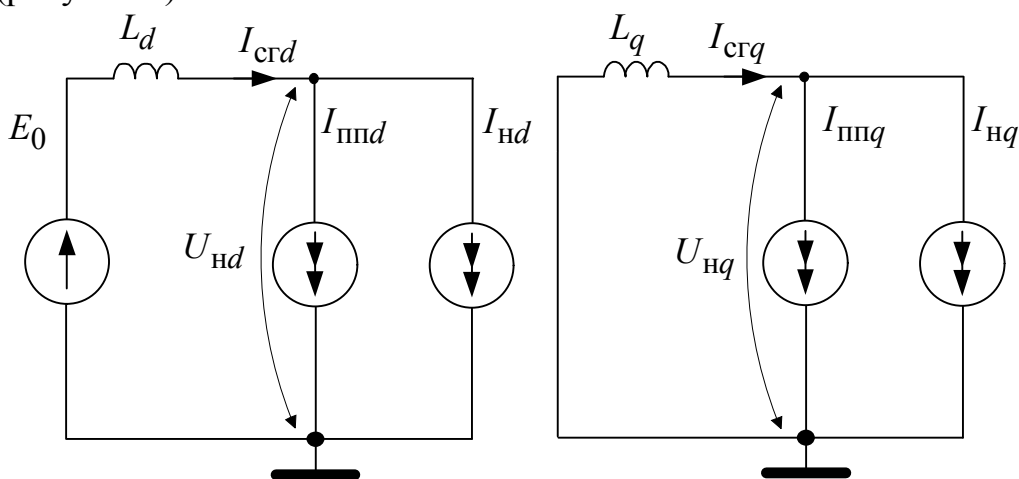 L_d
I_сгd
E_0
I_ппd
I_нd
U_нd
L_q
I_сгq
I_ппq
I_нq
U_нq